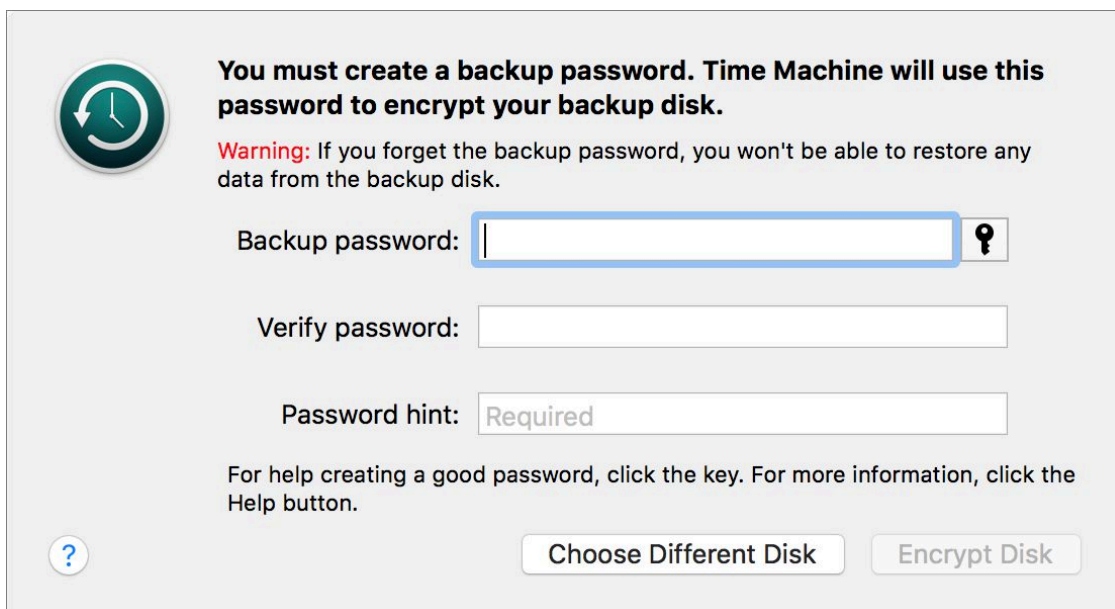 You must create a backup password. Time Machine will use this
password to encrypt your backup disk.
Warning: If you forget the backup password, you won't be able to restore any
data from the backup disk.
Backup password:
Verify password:
Password hint: Required
For help creating a good password, click the key. For more information, click the
Help button.
? Choose Different Disk Encrypt Disk